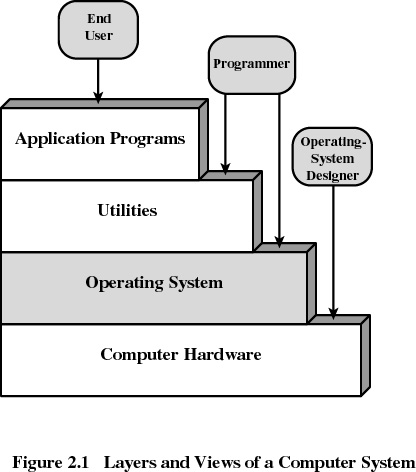 End
User
Programmer
Application Programs
Operating-
System
Designer
Utilities
Operating System
Computer Hardware
Figure 2.1 Layers and Views of a Computer System